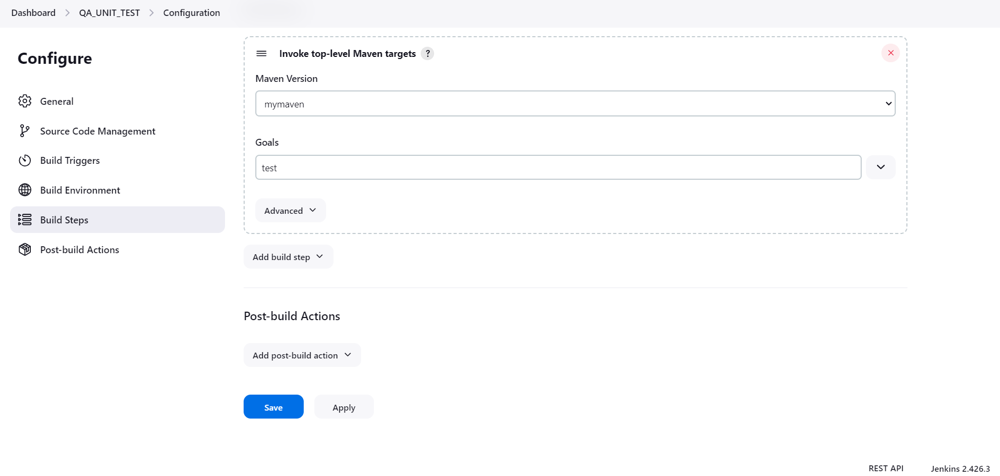 Dashboard > QA_UNIT_TEST > Configuration
Configure
General
Source Code Management
Build Triggers
Build Environment
Build Steps
Post-build Actions
Invoke top-level Maven targets ?
Maven Version
mymaven
Goals
test
Advanced
Add build step
Post-build Actions
Add post-build action
Save Apply
REST API Jenkins 2.426.3